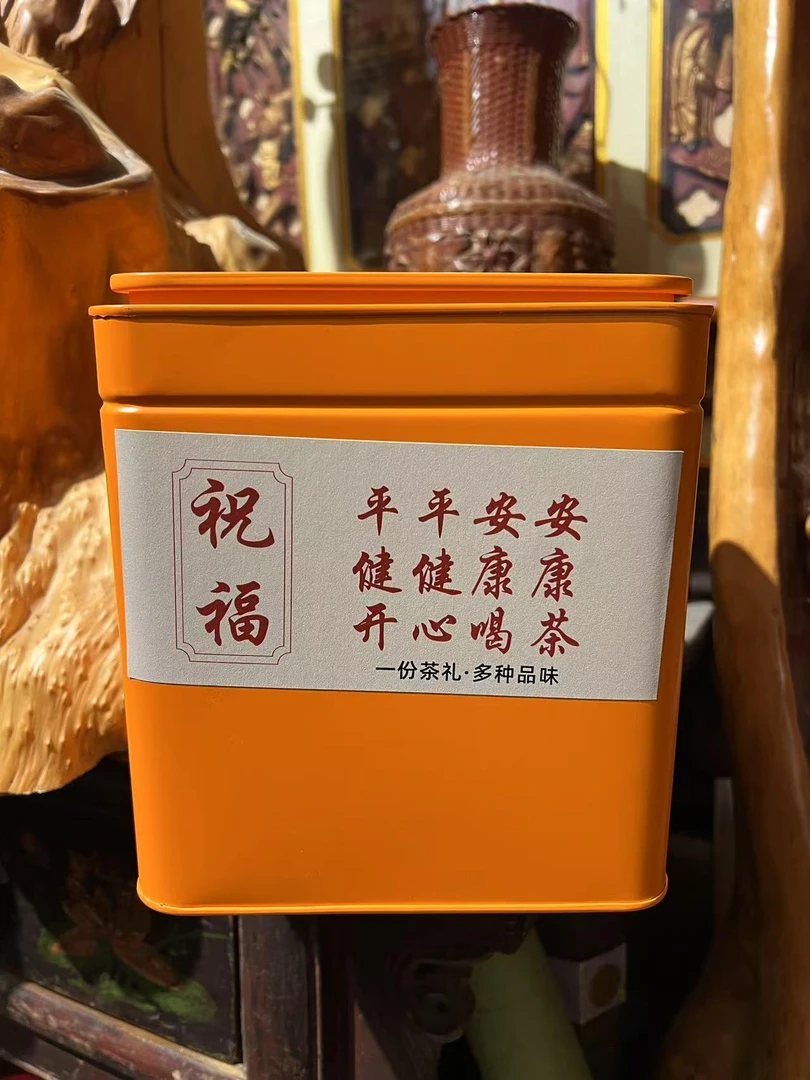 祝福
平平安安
健健康康
开心喝茶
一份茶礼·多种品味